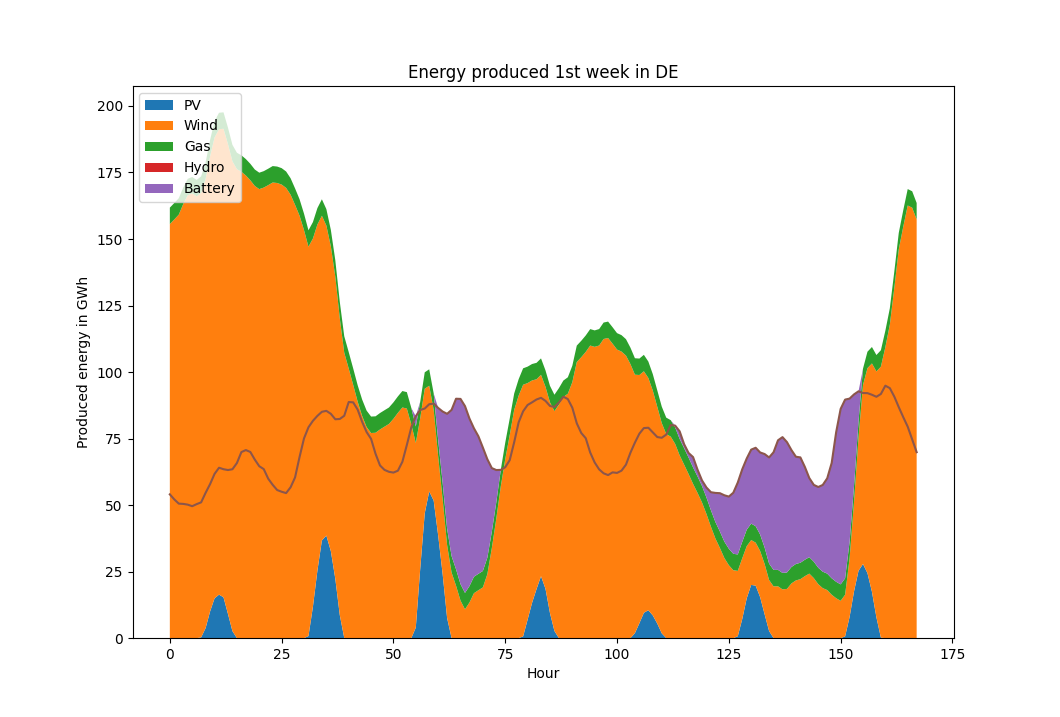 Energy produced 1st week in DE
PV
Wind
Gas
Hydro
Battery
200
175
150
125
100
75
50
25
0
Produced energy in GWh
0 25 50 75 100 125 150 175
Hour